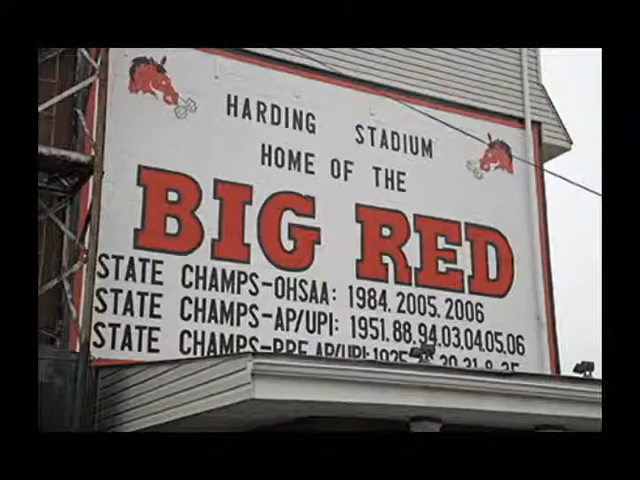 HARDING STADIUM
HOME OF THE
BIG RED
STATE CHAMPS-OHSAA: 1984. 2005. 2006
STATE CHAMPS-AP/UPI: 1951.88.94.03.04.05.06
STATE CHAMPS-PRE AP/UPI:1925